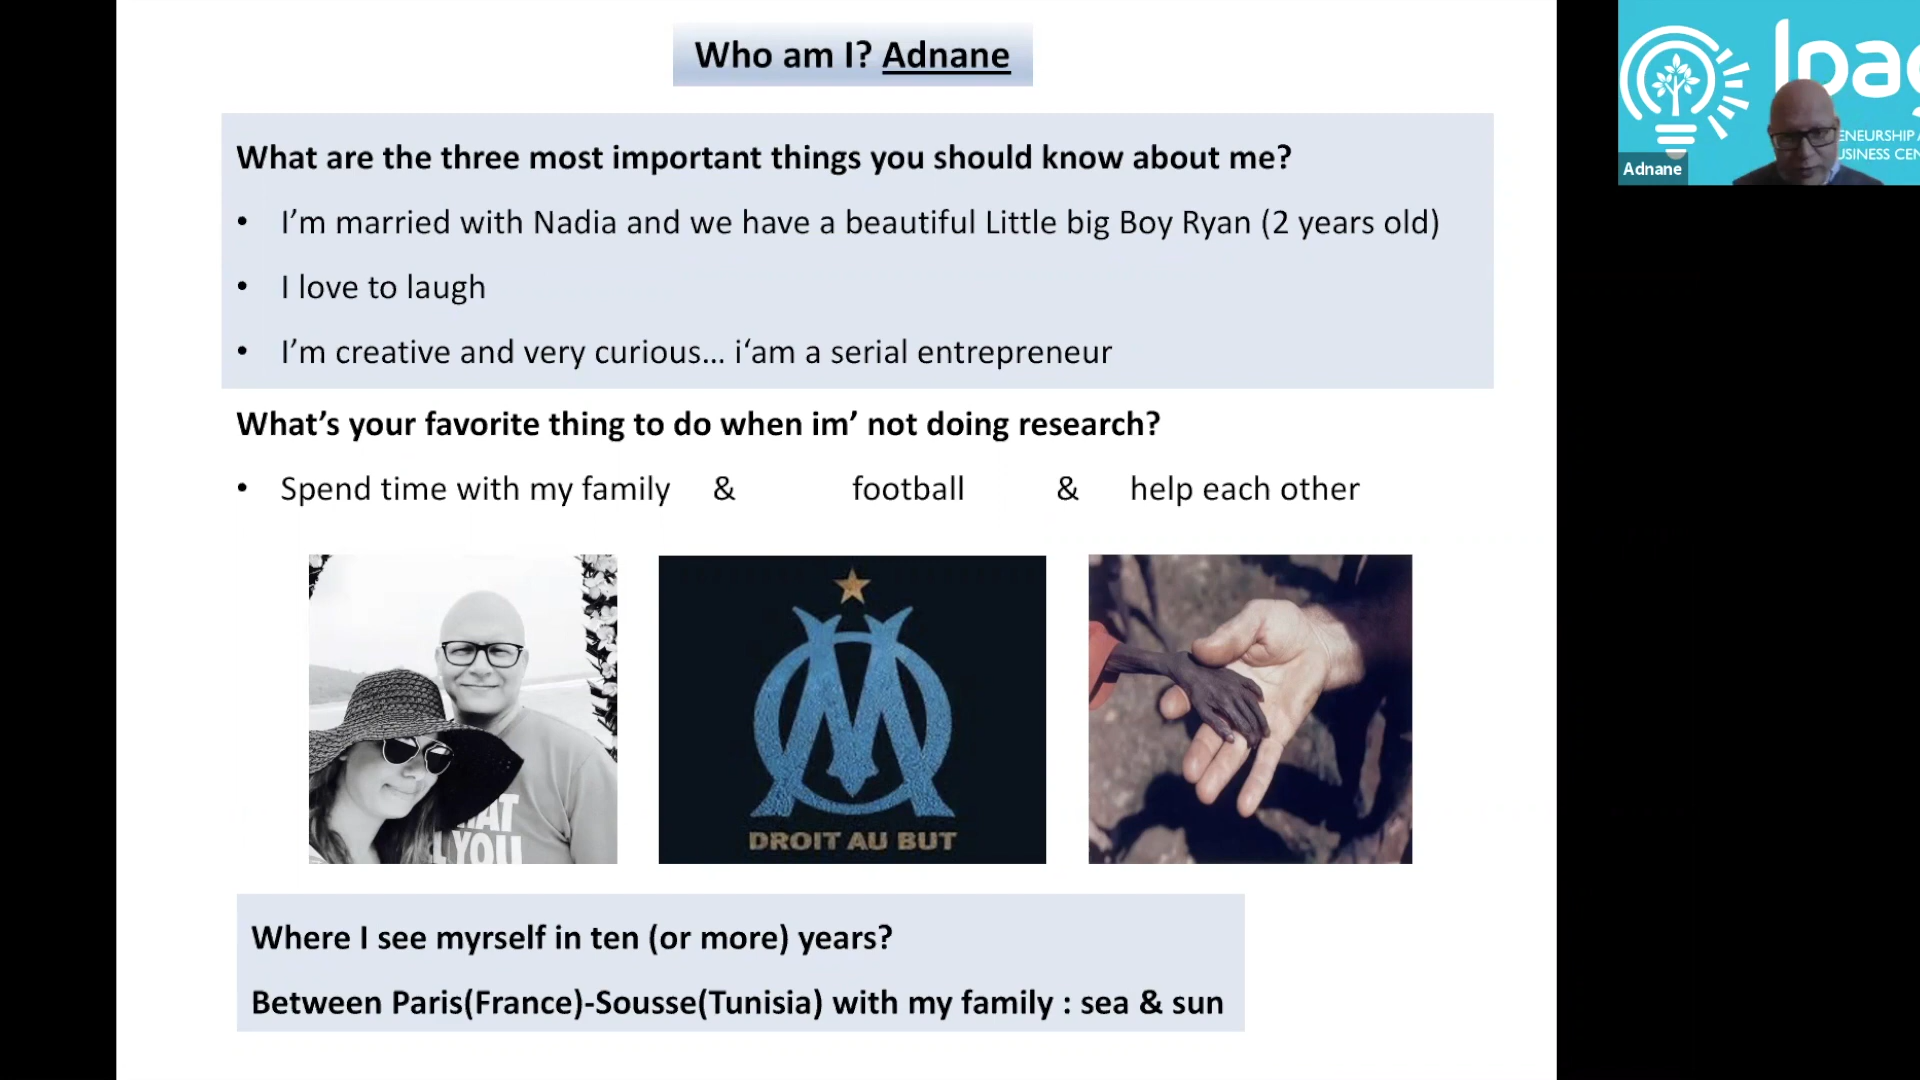 Who am I? Adnane
What are the three most important things you should know about me?
• I’m married with Nadia and we have a beautiful Little big Boy Ryan (2 years old)
• I love to laugh
• I’m creative and very curious… i‘am a serial entrepreneur
What’s your favorite thing to do when im’ not doing research?
• Spend time with my family & football & help each other
YOU
DROIT AU BUT
Where I see myrself in ten (or more) years?
Between Paris(France)-Sousse(Tunisia) with my family : sea & sun
Adnane